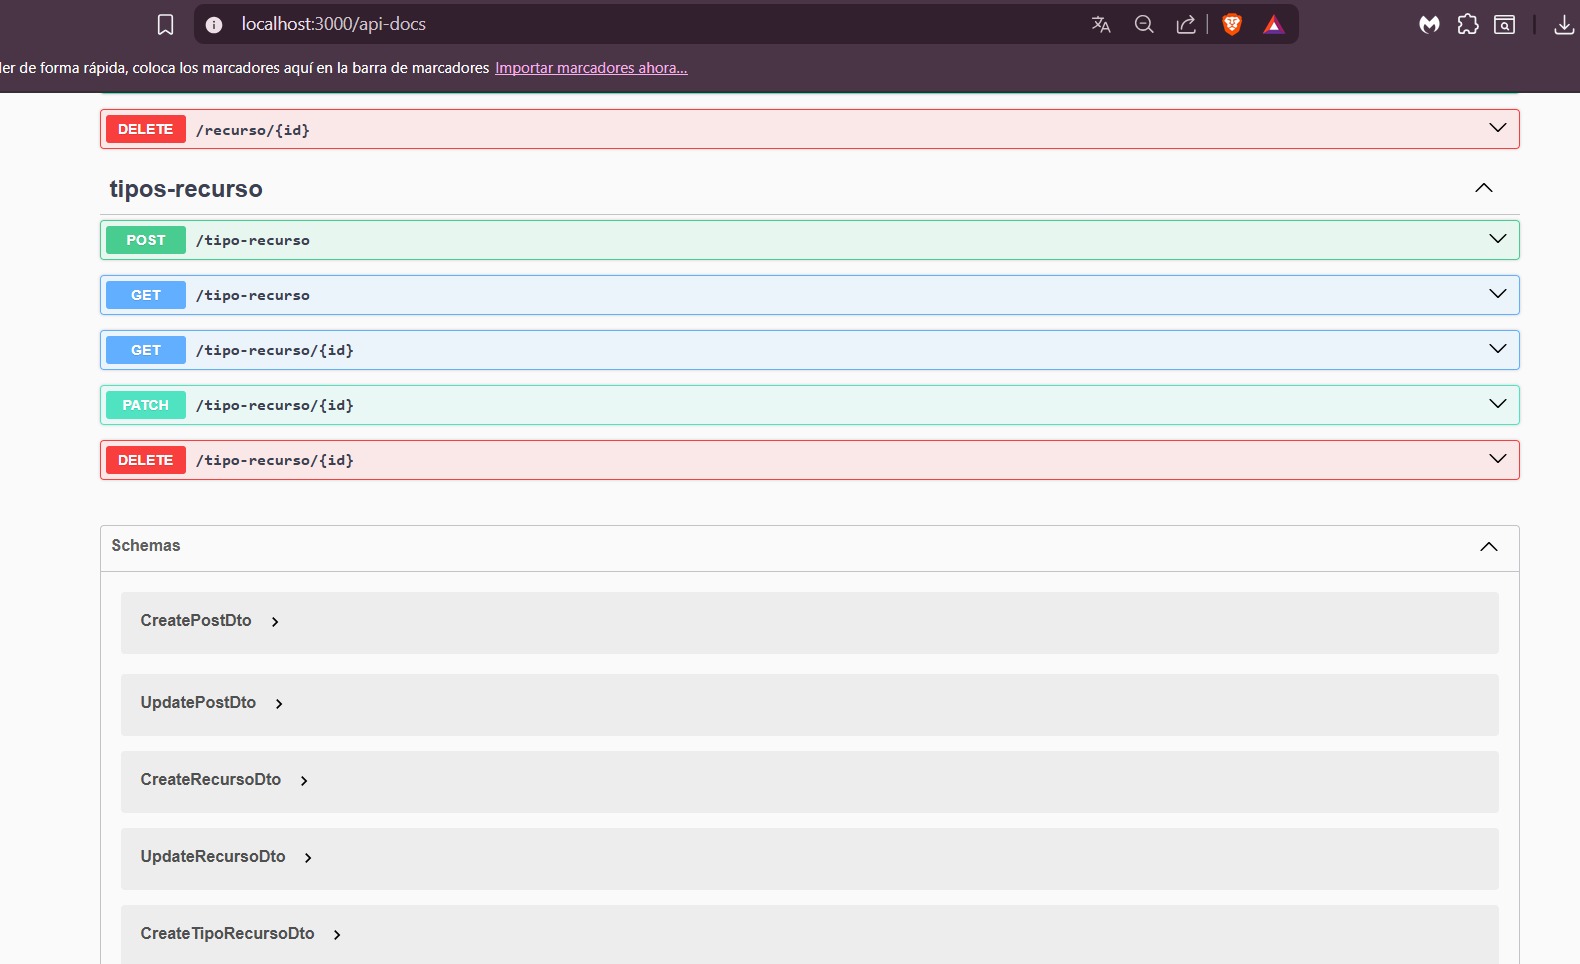 localhost:3000/api-docs
der de forma rápida, coloca los marcadores aquí en la barra de marcadores Importar marcadores ahora...
DELETE /recurso/{id}
tipos-recurso
POST /tipo-recurso
GET /tipo-recurso
GET /tipo-recurso/{id}
PATCH /tipo-recurso/{id}
DELETE /tipo-recurso/{id}
Schemas
CreatePostDto
UpdatePostDto
CreateRecursoDto
UpdateRecursoDto
CreateTipoRecursoDto